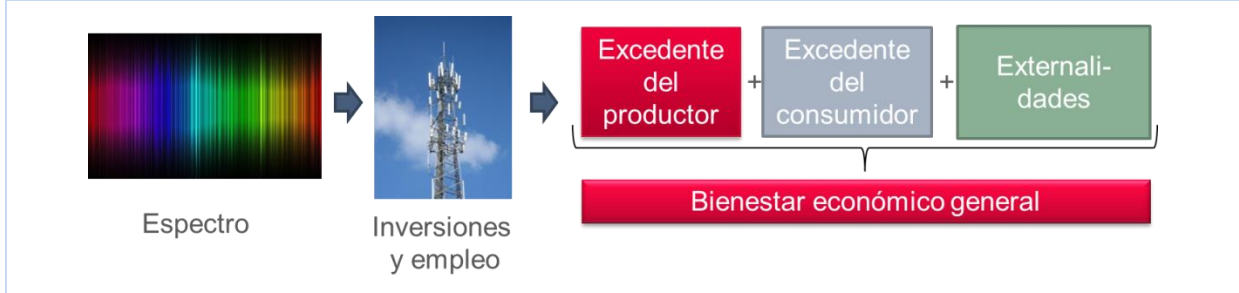 Espectro
Inversiones
y empleo
Excedente
del
productor
+
Excedente
del
consumidor
+
Externali-
dades
Bienestar económico general